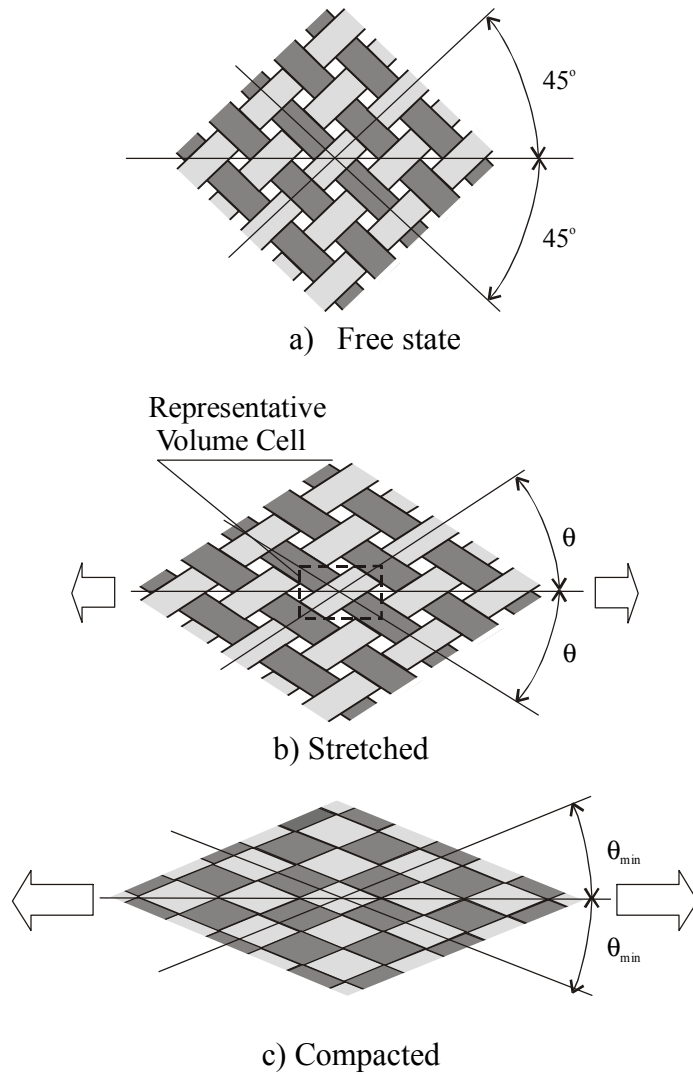 45°
45°
a) Free state
Representative
Volume Cell
θ
θ
b) Stretched
θmin
θmin
c) Compacted